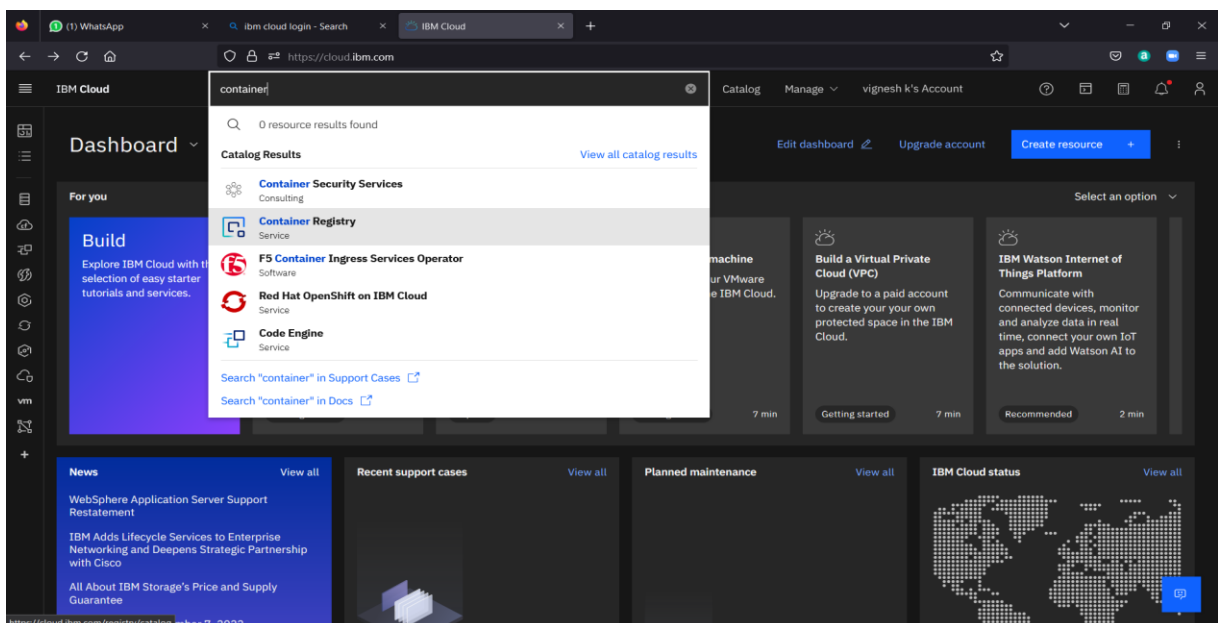 (1) WhatsApp
ibm cloud login - Search
IBM Cloud
https://cloud.ibm.com
IBM Cloud
container
Catalog
Manage
vignesh k's Account
Dashboard
Edit dashboard
Upgrade account
Create resource +
0 resource results found
Catalog Results
View all catalog results
Container Security Services
Consulting
Container Registry
Service
F5 Container Ingress Services Operator
Software
Red Hat OpenShift on IBM Cloud
Service
Code Engine
Service
Search "container" in Support Cases
Search "container" in Docs
For you
Select an option
Build
Explore IBM Cloud with th
selection of easy starter
tutorials and services.
machine
ur VMware
e IBM Cloud.
7 min
Build a Virtual Private
Cloud (VPC)
Upgrade to a paid account
to create your your own
protected space in the IBM
Cloud.
Getting started
7 min
IBM Watson Internet of
Things Platform
Communicate with
connected devices, monitor
and analyze data in real
time, connect your own IoT
apps and add Watson AI to
the solution.
Recommended
2 min
vm
News
View all
WebSphere Application Server Support
Restatement
IBM Adds Lifecycle Services to Enterprise
Networking and Deepens Strategic Partnership
with Cisco
All About IBM Storage's Price and Supply
Guarantee
Recent support cases
View all
Planned maintenance
View all
IBM Cloud status
View all
https://cloud.ibm.com/registry/catalog